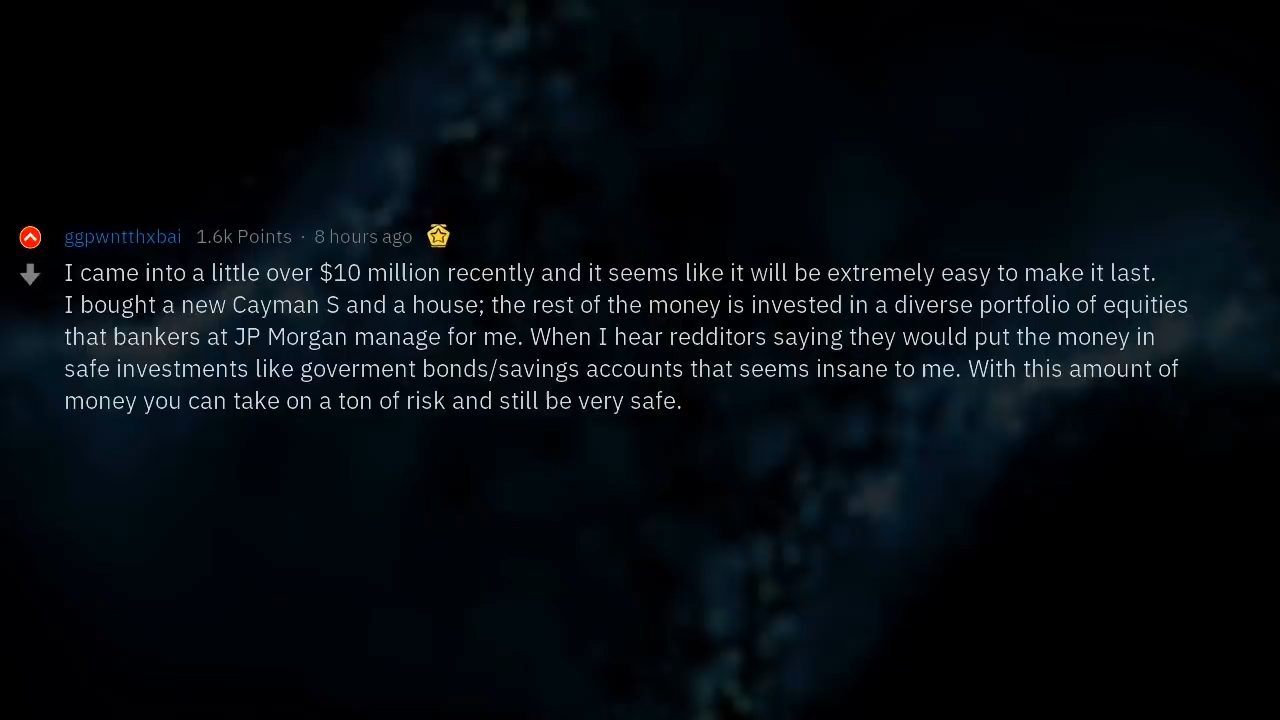 ggpwntthxbai 1.6k Points · 8 hours ago
I came into a little over $10 million recently and it seems like it will be extremely easy to make it last.
I bought a new Cayman S and a house; the rest of the money is invested in a diverse portfolio of equities
that bankers at JP Morgan manage for me. When I hear redditors saying they would put the money in
safe investments like goverment bonds/savings accounts that seems insane to me. With this amount of
money you can take on a ton of risk and still be very safe.